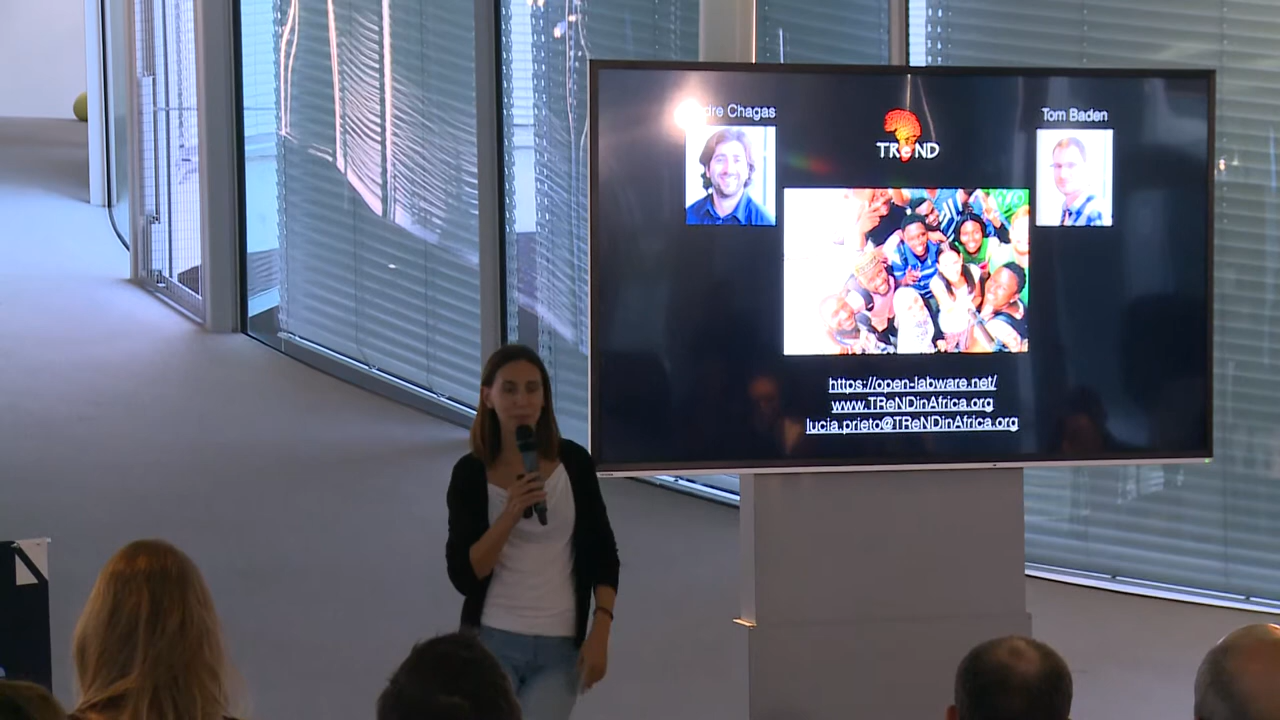 dre Chagas
Tom Baden
TReND
https://open-labware.net/
www.TReNDinAfrica.org
lucia.prieto@TReNDinAfrica.org